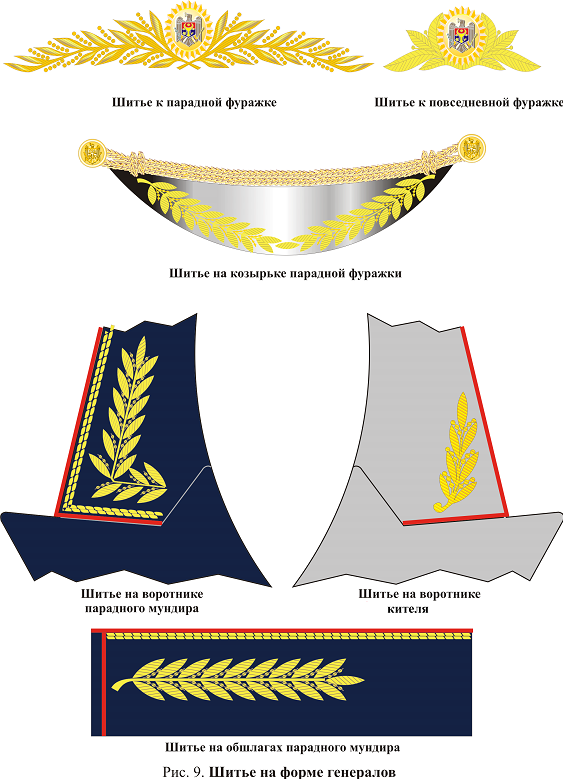 Шитье к парадной фуражке
Шитье к повседневной фуражке
Шитье на козырьке парадной фуражки
Шитье на воротнике
парадного мундира
Шитье на воротнике
кителя
Шитье на обшлагах парадного мундира
Рис. 9. Шитье на форме генералов